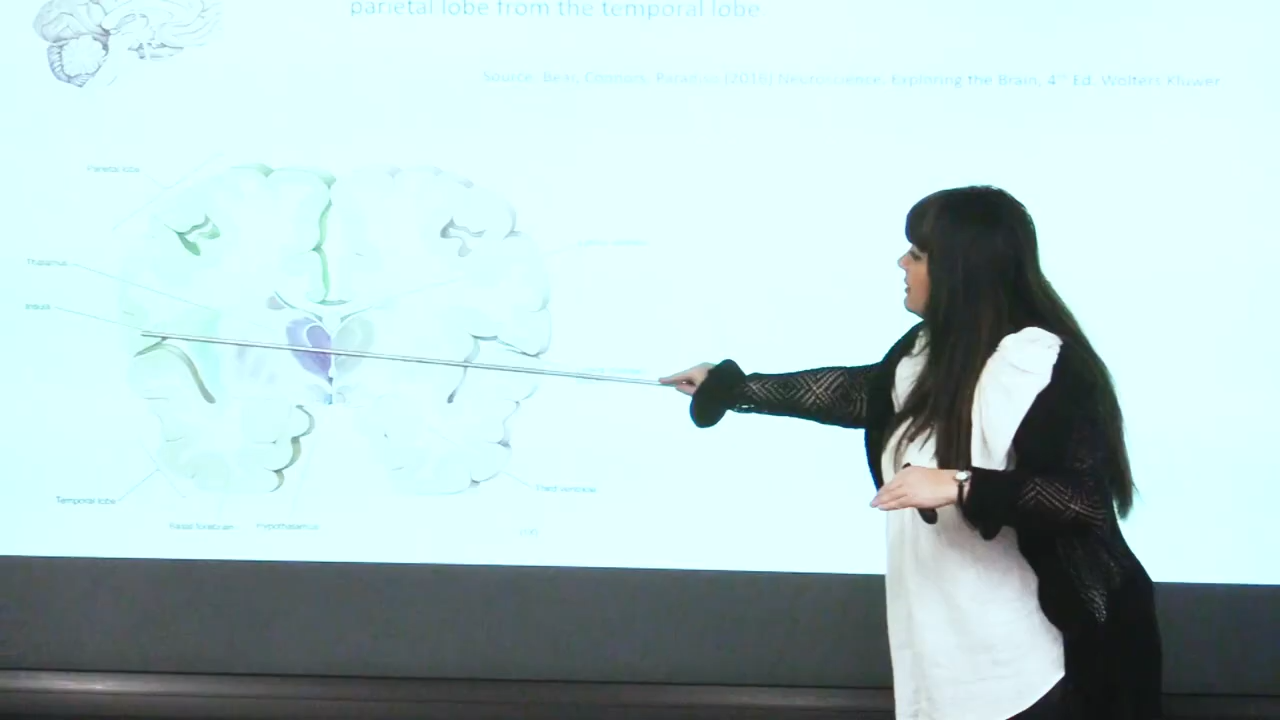 parietal lobe from the temporal lobe
Source: Bear, Connors, Paradiso (2016) Neuroscience: Exploring the Brain, 4th Ed. Wolters Kluwer
Parietal lobe
Thalamus
Insula
Temporal lobe
Third ventricle
Basal forebrain
Hypothalamus